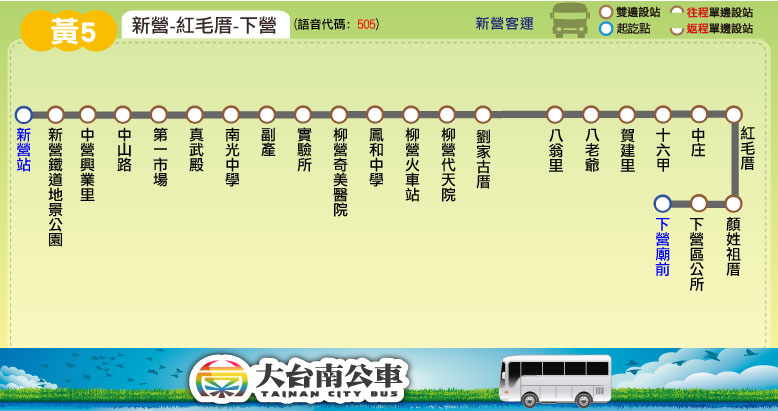 黃5
新營-紅毛厝-下營
(語音代碼：505)
新營客運
雙邊設站
往程單邊設站
起訖點
返程單邊設站
新營站
新營鐵道地景公園
中營興業里
中山路
第一市場
真武殿
南光中學
副產
實驗所
柳營奇美醫院
鳳和中學
柳營火車站
柳營代天院
劉家古厝
八翁里
八老爺
賀建里
十六甲
中庄
紅毛厝
顏姓祖厝
下營區公所
下營廟前
大台南公車
TAINAN CITY BUS